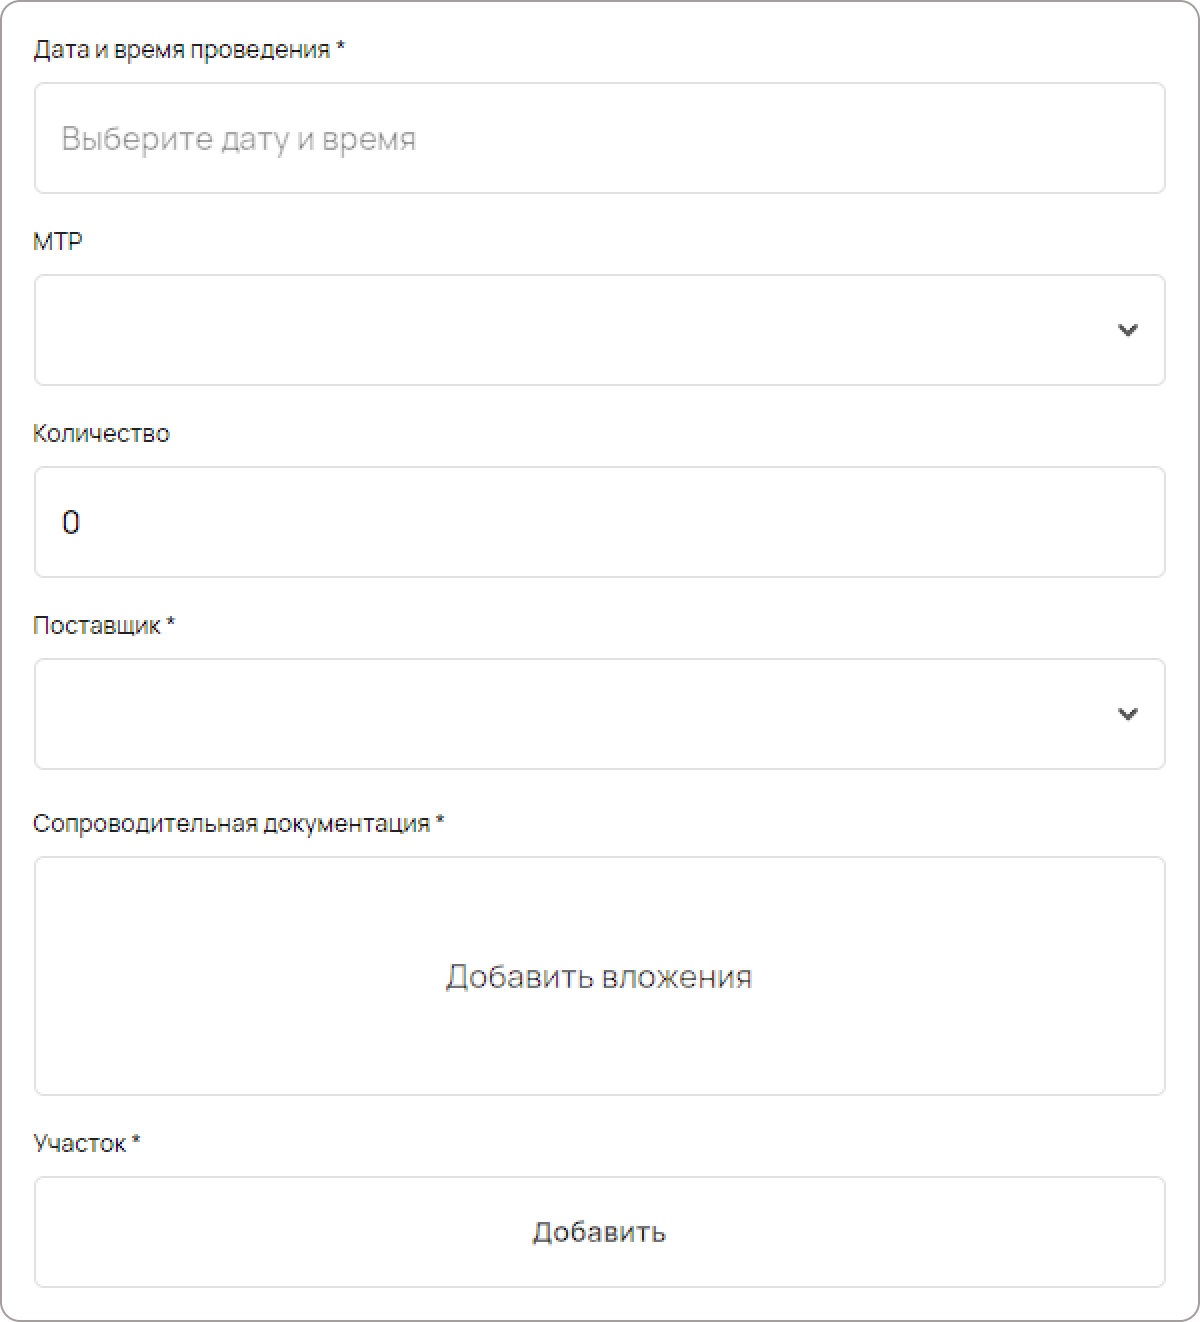 Дата и время проведения *
Выберите дату и время
МТР
Количество
0
Поставщик *
Сопроводительная документация *
Добавить вложения
Участок *
Добавить